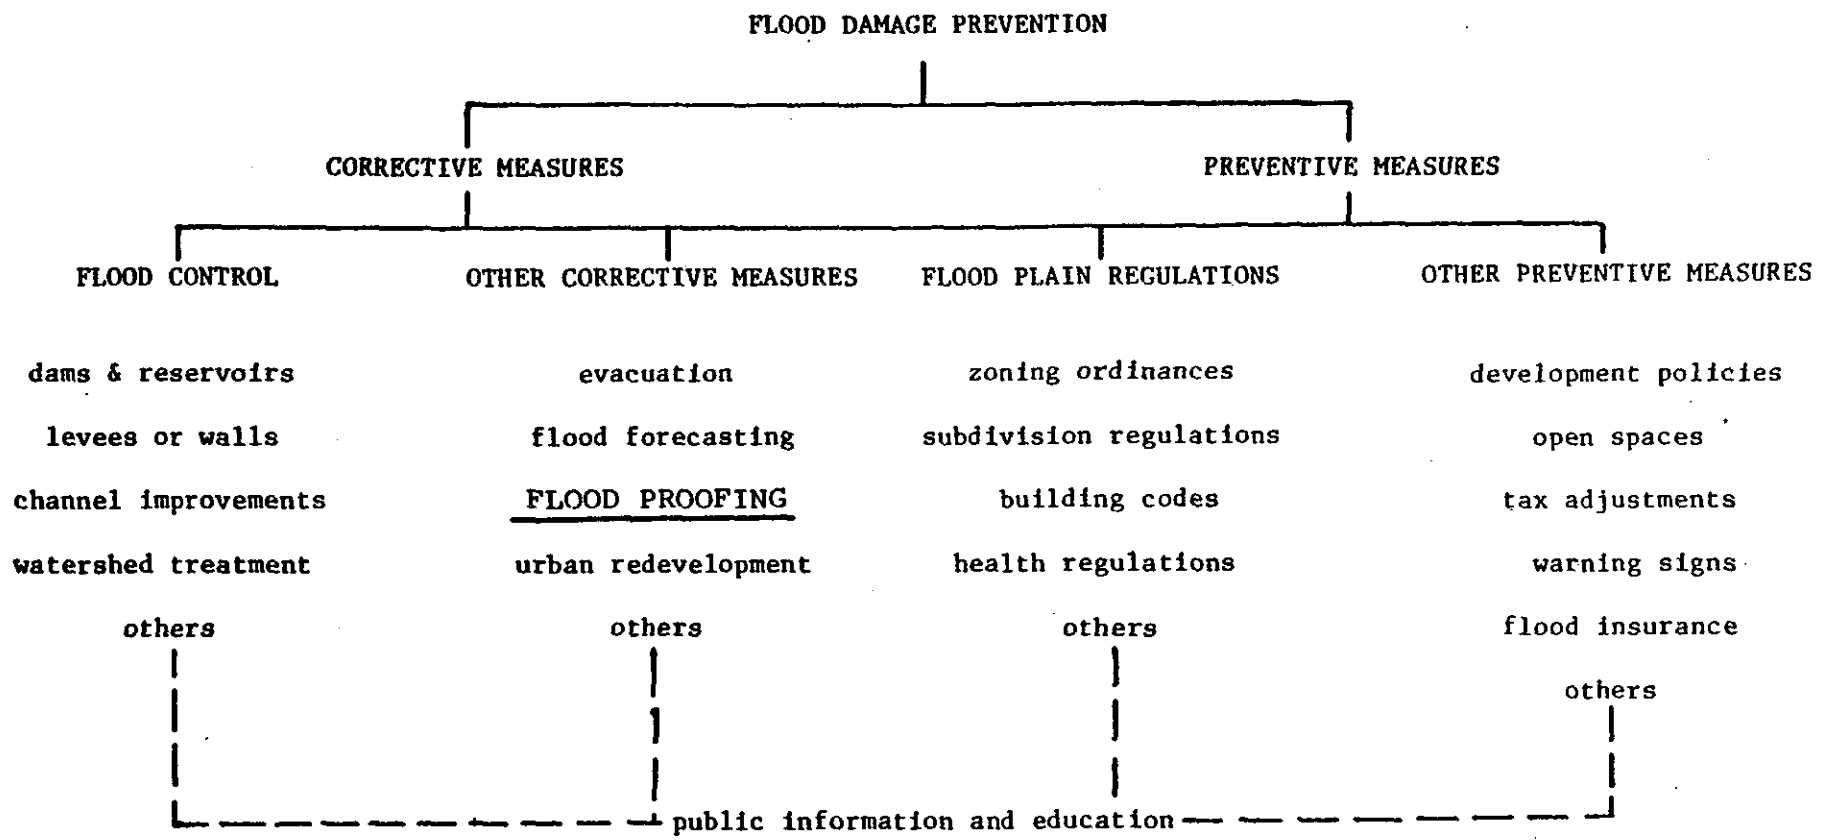 FLOOD DAMAGE PREVENTION
CORRECTIVE MEASURES
PREVENTIVE MEASURES
FLOOD CONTROL
OTHER CORRECTIVE MEASURES
FLOOD PLAIN REGULATIONS
OTHER PREVENTIVE MEASURES
dams & reservoirs
levees or walls
channel improvements
watershed treatment
others
evacuation
flood forecasting
FLOOD PROOFING
urban redevelopment
others
zoning ordinances
subdivision regulations
building codes
health regulations
others
development policies
open spaces
tax adjustments
warning signs
flood insurance
others
public information and education